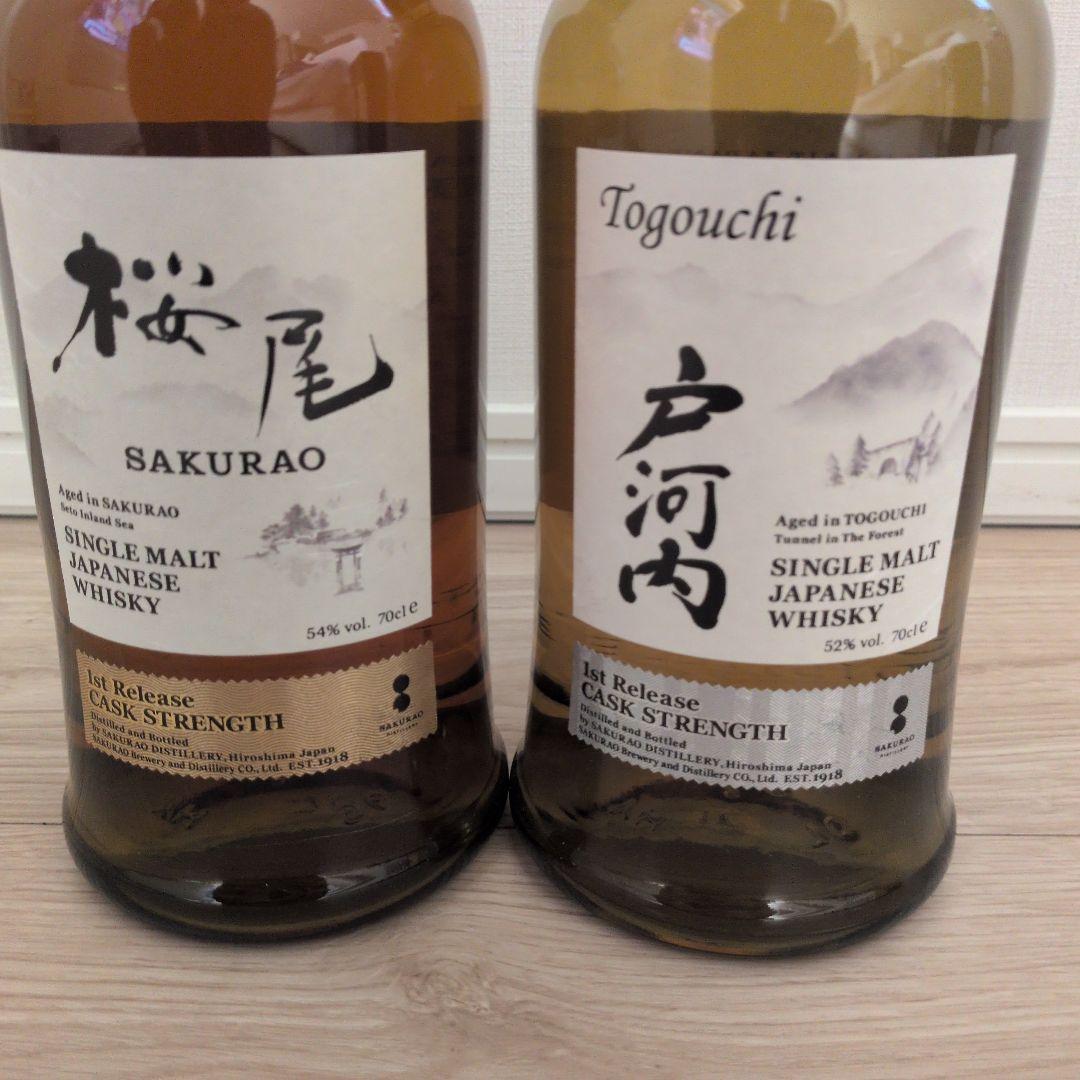 桜尾
SAKURAO
Aged in SAKURAO
Seto Inland Sea
SINGLE MALT
JAPANESE
WHISKY
54% vol. 70cl e
1st Release
CASK STRENGTH
Distilled and Bottled
by SAKURAO DISTILLERY, Hiroshima Japan
SAKURAO Brewery and Distillery CO., Ltd. EST.1918
SAKURAO
DISTILLERY
Togouchi
戸河内
Aged in TOGOUCHI
Tunnel in The Forest
SINGLE MALT
JAPANESE
WHISKY
52% vol. 70cl e
1st Release
CASK STRENGTH
Distilled and Bottled
by SAKURAO DISTILLERY, Hiroshima Japan
SAKURAO Brewery and Distillery CO., Ltd. EST.1918
SAKURAO
DISTILLERY